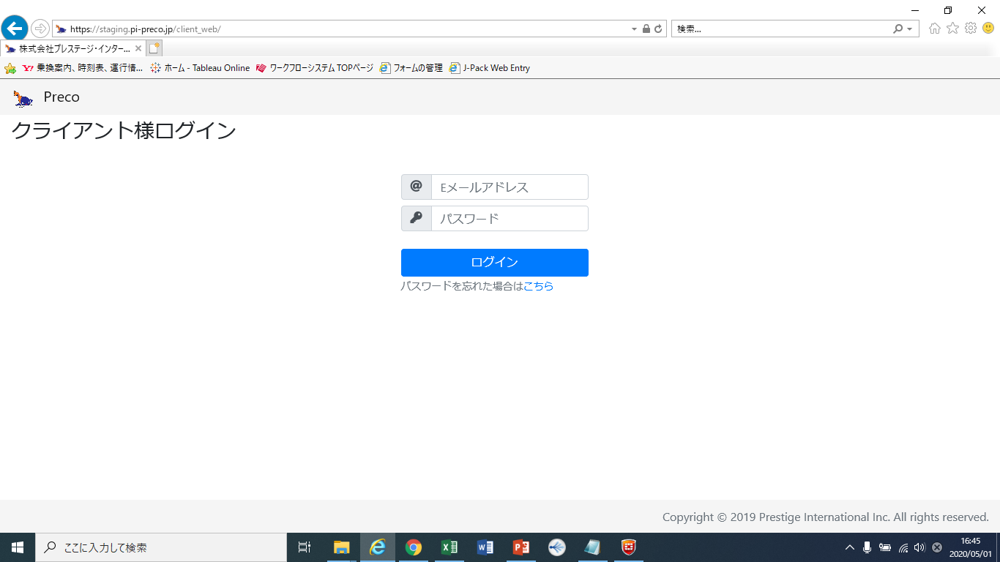 https://staging.pi-preco.jp/client_web/
検索...
株式会社プレステージ・インター...
乗換案内、時刻表、運行情...
ホーム - Tableau Online
ワークフローシステム TOPページ
フォームの管理
J-Pack Web Entry
Preco
クライアント様ログイン
@ Eメールアドレス
パスワード
ログイン
パスワードを忘れた場合はこちら
Copyright © 2019 Prestige International Inc. All rights reserved.
ここに入力して検索
16:45
2020/05/01